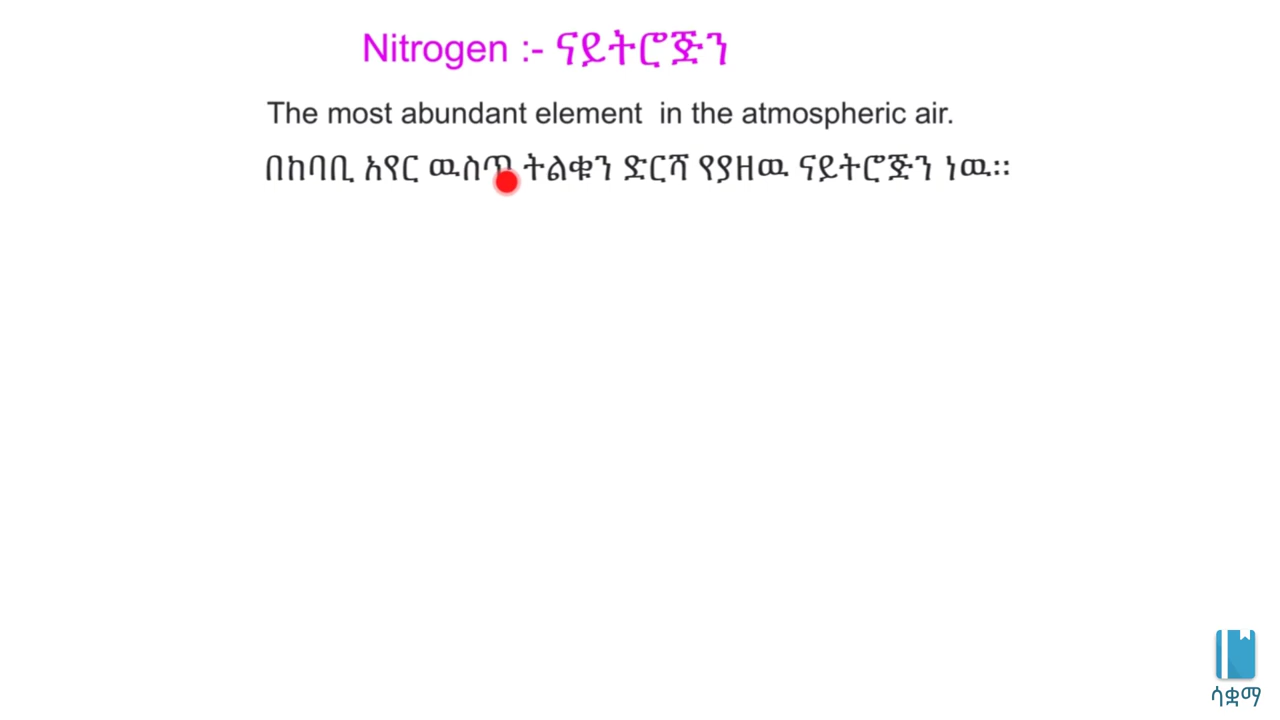 Nitrogen :- ናይትሮጅን
The most abundant element in the atmospheric air.
በከባቢ አየር ዉስጥ ትልቁን ድርሻ የያዘዉ ናይትሮጅን ነዉ፡፡
ሳቋማ